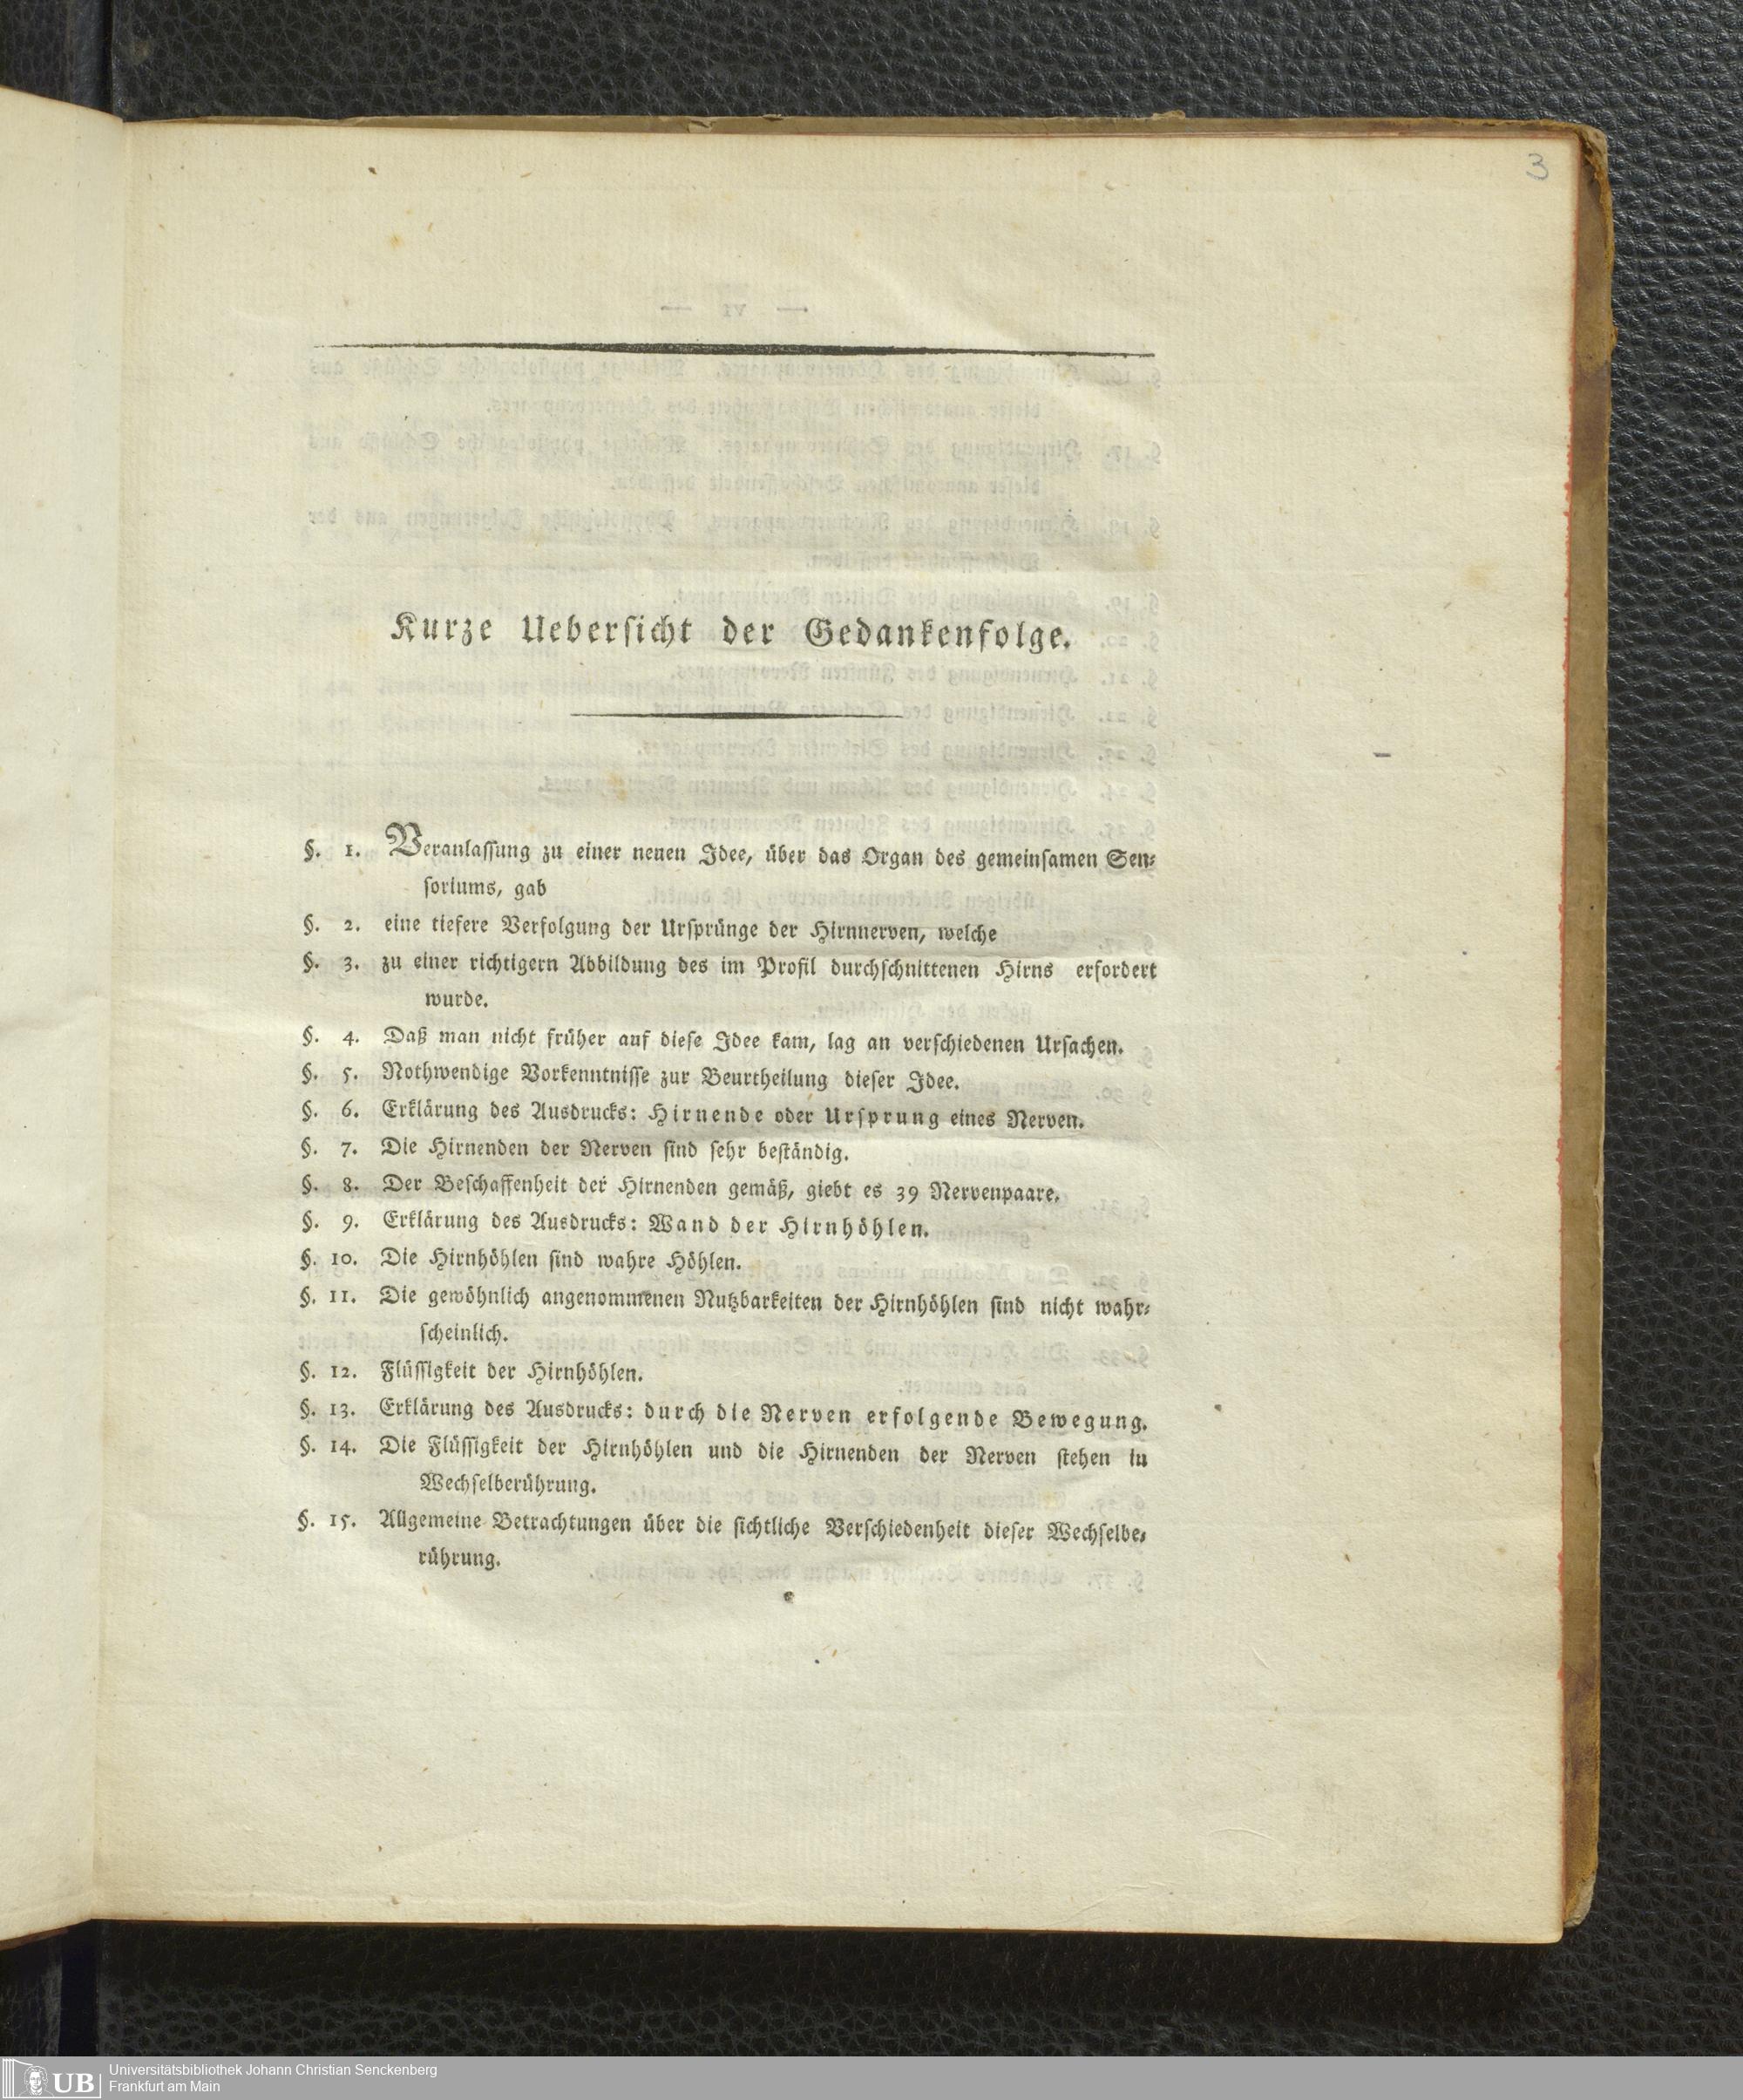 3
Kurze Uebersicht der Gedankenfolge.
§. 1. Veranlassung zu einer neuen Idee, über das Organ des gemeinsamen Sen-
soriums, gab
§. 2. eine tiefere Verfolgung der Ursprünge der Hirnnerven, welche
§. 3. zu einer richtigern Abbildung des im Profil durchschnittenen Hirns erfordert
wurde.
§. 4. Daß man nicht früher auf diese Idee kam, lag an verschiedenen Ursachen.
§. 5. Nothwendige Vorkenntnisse zur Beurtheilung dieser Idee.
§. 6. Erklärung des Ausdrucks: Hirnende oder Ursprung eines Nerven.
§. 7. Die Hirnenden der Nerven sind sehr beständig.
§. 8. Der Beschaffenheit der Hirnenden gemäß, giebt es 39 Nervenpaare.
§. 9. Erklärung des Ausdrucks: Wand der Hirnhöhlen.
§. 10. Die Hirnhöhlen sind wahre Höhlen.
§. 11. Die gewöhnlich angenommenen Nutzbarkeiten der Hirnhöhlen sind nicht wahr-
scheinlich.
§. 12. Flüssigkeit der Hirnhöhlen.
§. 13. Erklärung des Ausdrucks: durch die Nerven erfolgende Bewegung.
§. 14. Die Flüssigkeit der Hirnhöhlen und die Hirnenden der Nerven stehen in
Wechselberührung.
§. 15. Allgemeine Betrachtungen über die sichtliche Verschiedenheit dieser Wechselbe-
rührung.
UB
Universitätsbibliothek Johann Christian Senckenberg
Frankfurt am Main